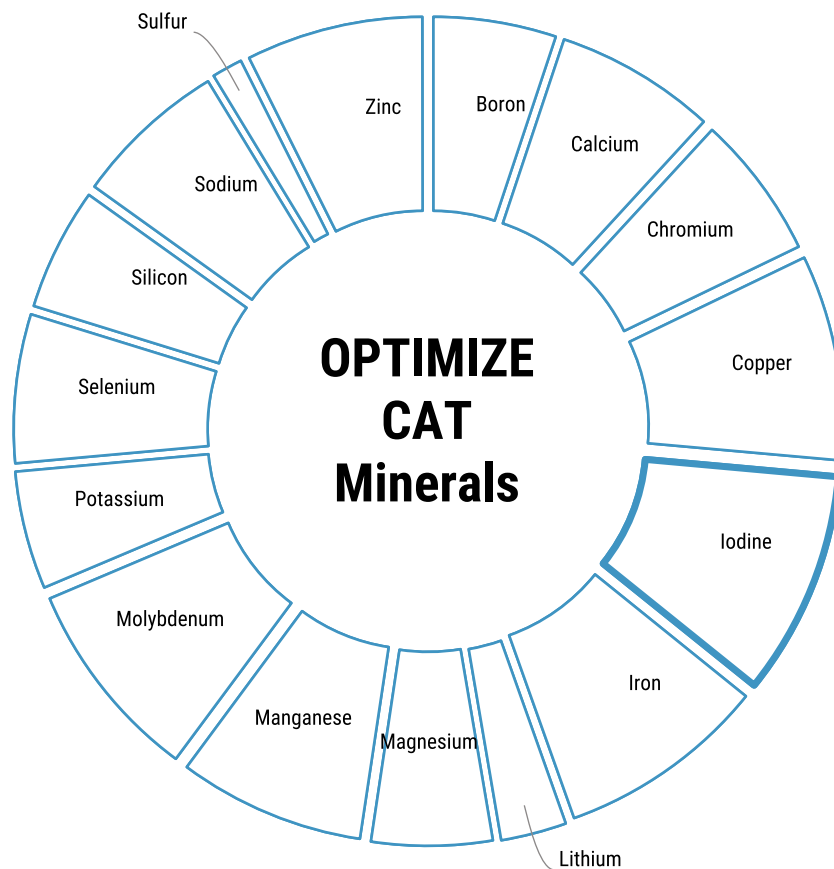 Sulfur
Zinc
Boron
Calcium
Sodium
Chromium
Silicon
Copper
Selenium
OPTIMIZE
CAT
Minerals
Potassium
Iodine
Molybdenum
Iron
Manganese
Magnesium
Lithium